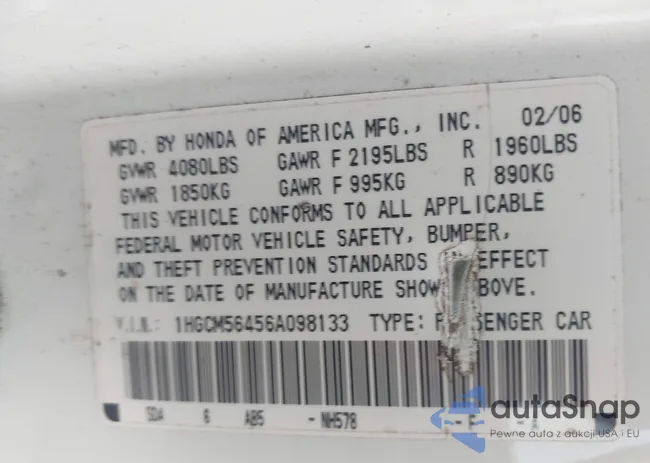 MFD. BY HONDA OF AMERICA MFG., INC. 02/06
GVWR 4080LBS GAWR F 2195LBS R 1960LBS
GVWR 1850KG GAWR F 995KG R 890KG
THIS VEHICLE CONFORMS TO ALL APPLICABLE
FEDERAL MOTOR VEHICLE SAFETY, BUMPER,
AND THEFT PREVENTION STANDARDS EFFECT
ON THE DATE OF MANUFACTURE SHOW BOVE.
V.I.N.: 1HGCM56456A098133 TYPE: P SENGER CAR
SDA 6 A05 -NH578 -F -A
autaSnap
Pewne auta z aukcji USA i EU